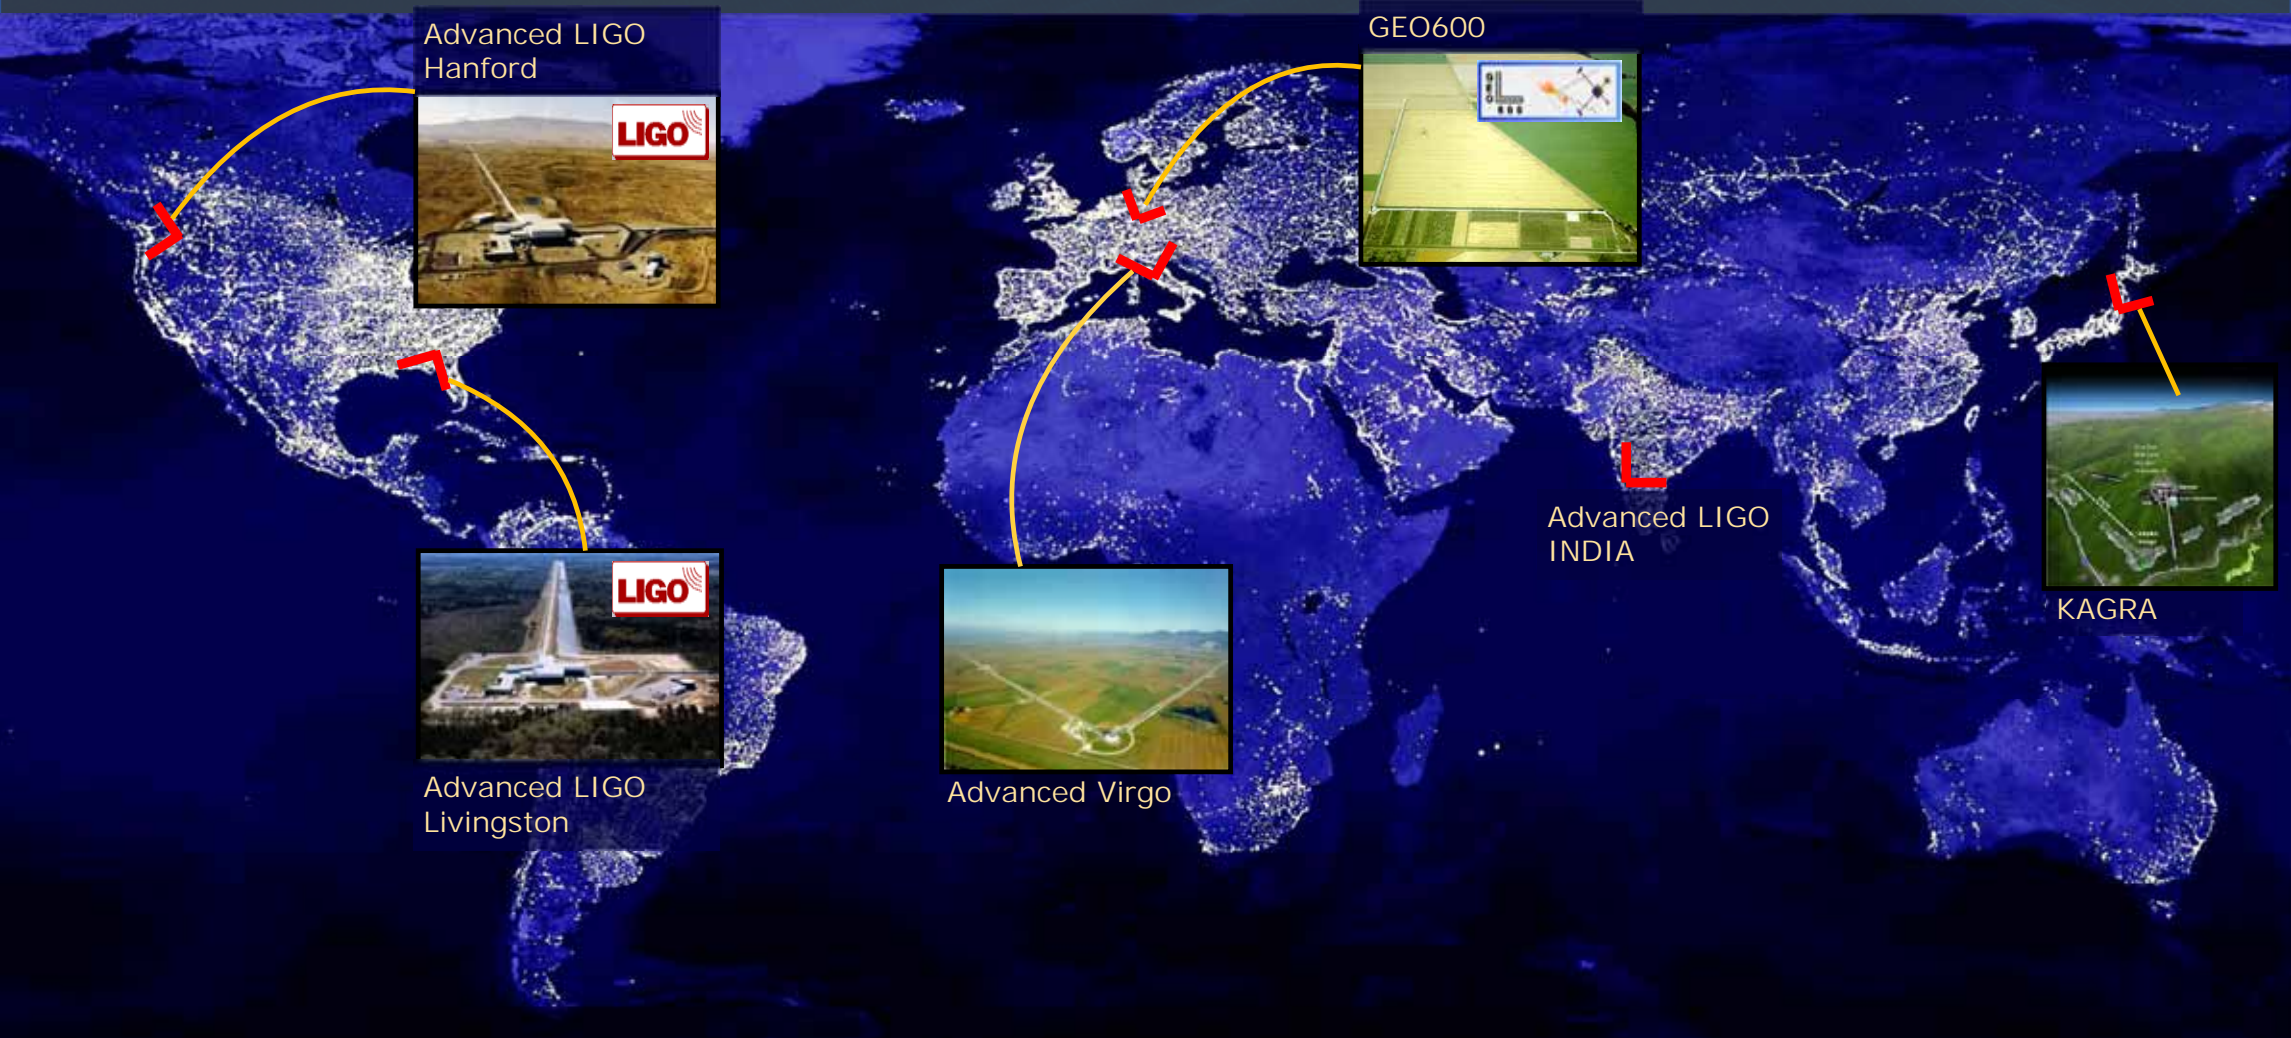 Advanced LIGO
Hanford
LIGO
GEO600
LIGO
Advanced LIGO
Livingston
Advanced Virgo
Advanced LIGO
INDIA
KAGRA